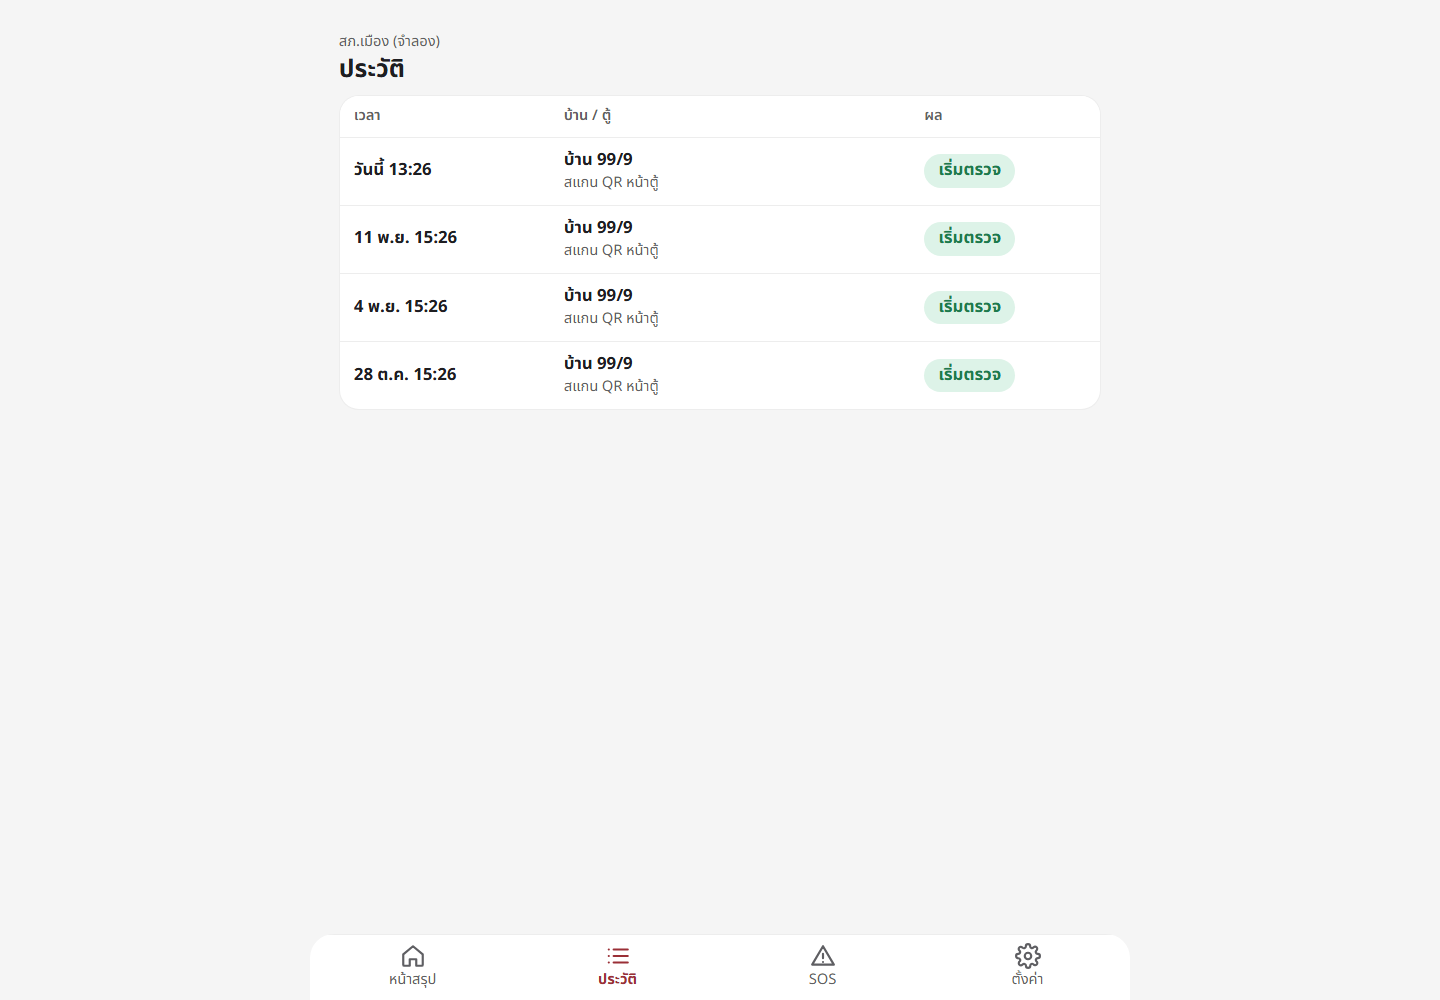 สภ.เมือง (จำลอง)
ประวัติ
เวลา บ้าน / ตู้ ผล
วันนี้ 13:26 บ้าน 99/9 เริ่มตรวจ
สแกน QR หน้าตู้
11 พ.ย. 15:26 บ้าน 99/9 เริ่มตรวจ
สแกน QR หน้าตู้
4 พ.ย. 15:26 บ้าน 99/9 เริ่มตรวจ
สแกน QR หน้าตู้
28 ต.ค. 15:26 บ้าน 99/9 เริ่มตรวจ
สแกน QR หน้าตู้
หน้าสรุป ประวัติ SOS ตั้งค่า